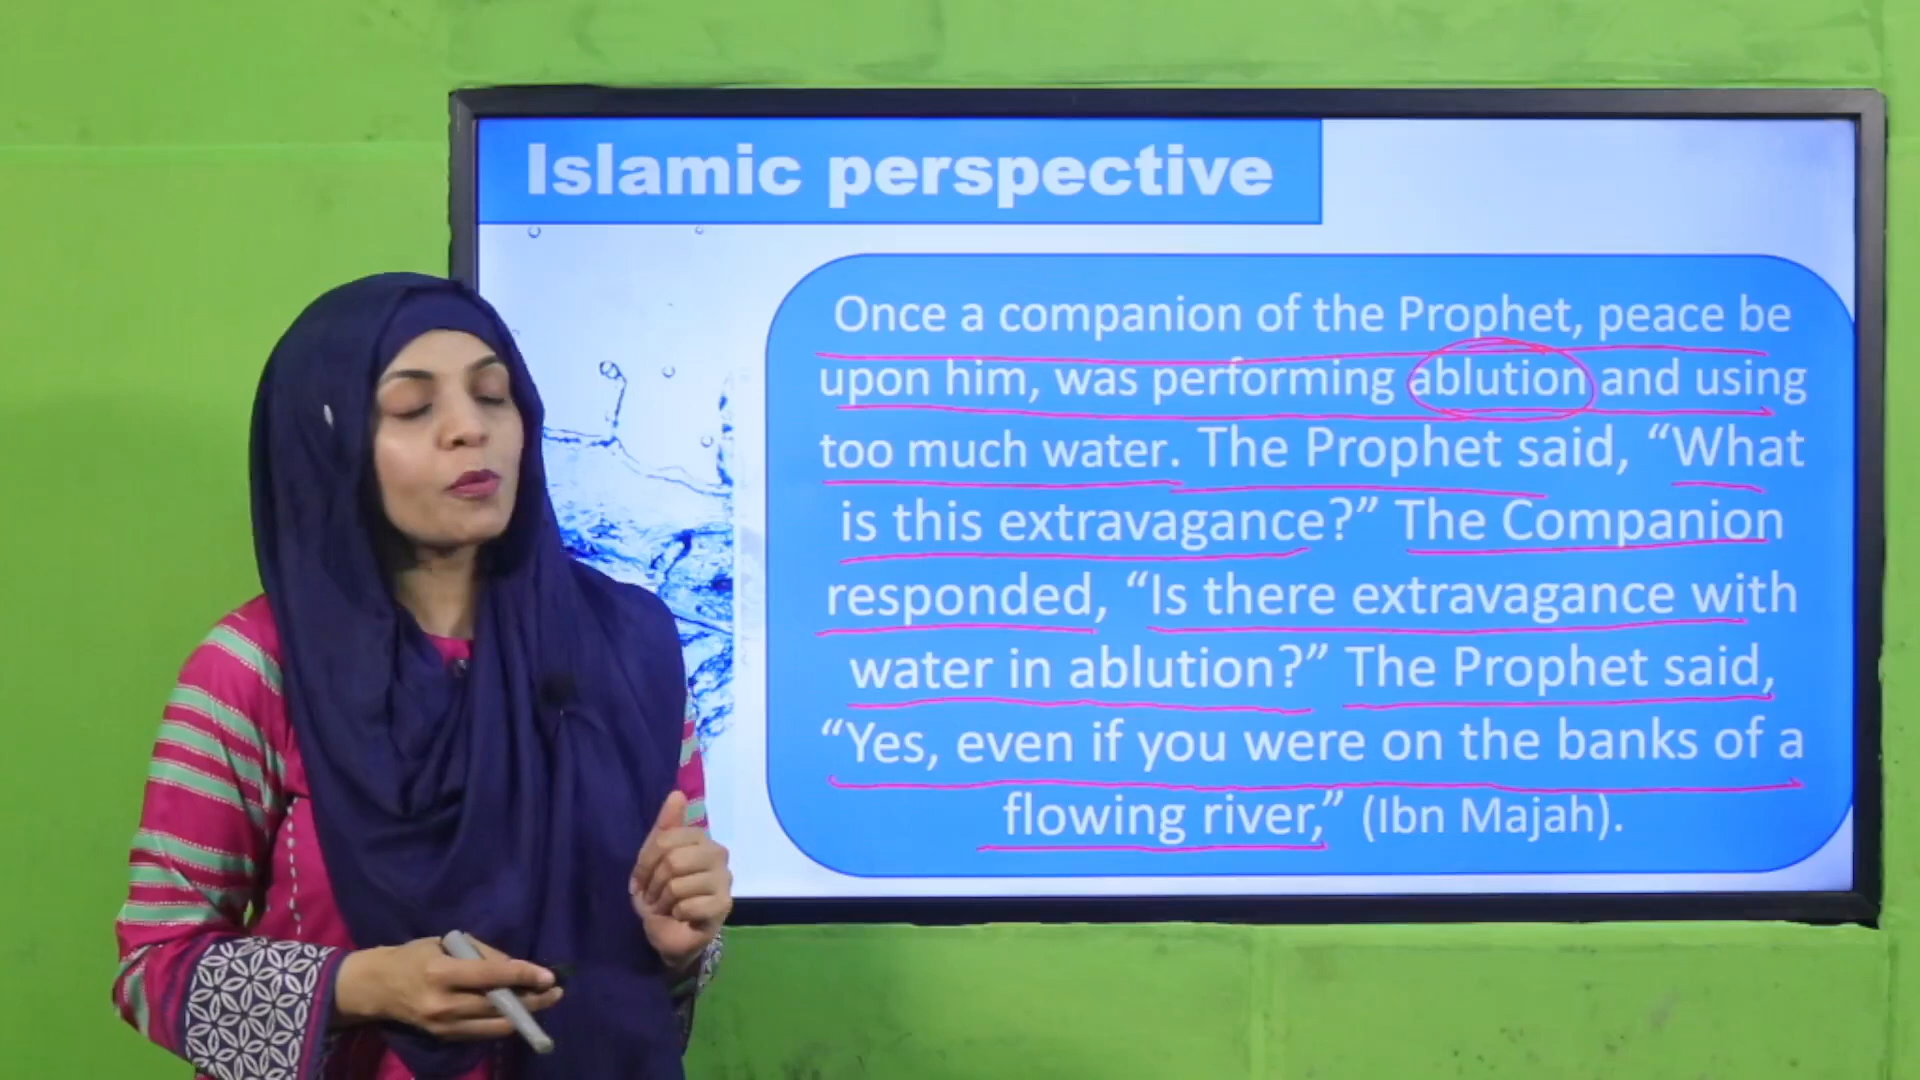 Islamic perspective
Once a companion of the Prophet, peace be
upon him, was performing ablution and using
too much water. The Prophet said, “What
is this extravagance?” The Companion
responded, “Is there extravagance with
water in ablution?” The Prophet said,
“Yes, even if you were on the banks of a
flowing river,” (Ibn Majah).